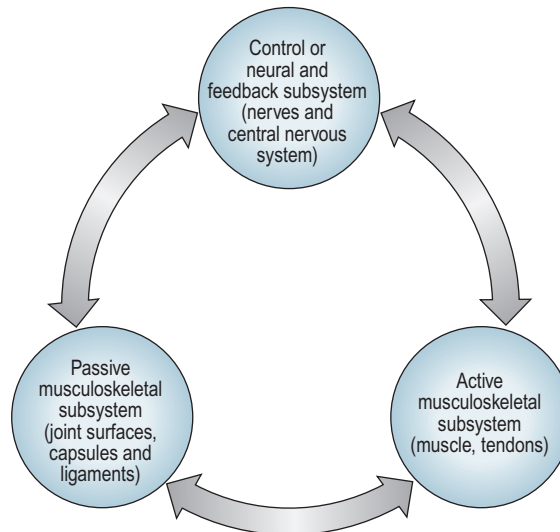 Control or
neural and
feedback subsystem
(nerves and
central nervous
system)
Passive
musculoskeletal
subsystem
(joint surfaces,
capsules and
ligaments)
Active
musculoskeletal
subsystem
(muscle, tendons)